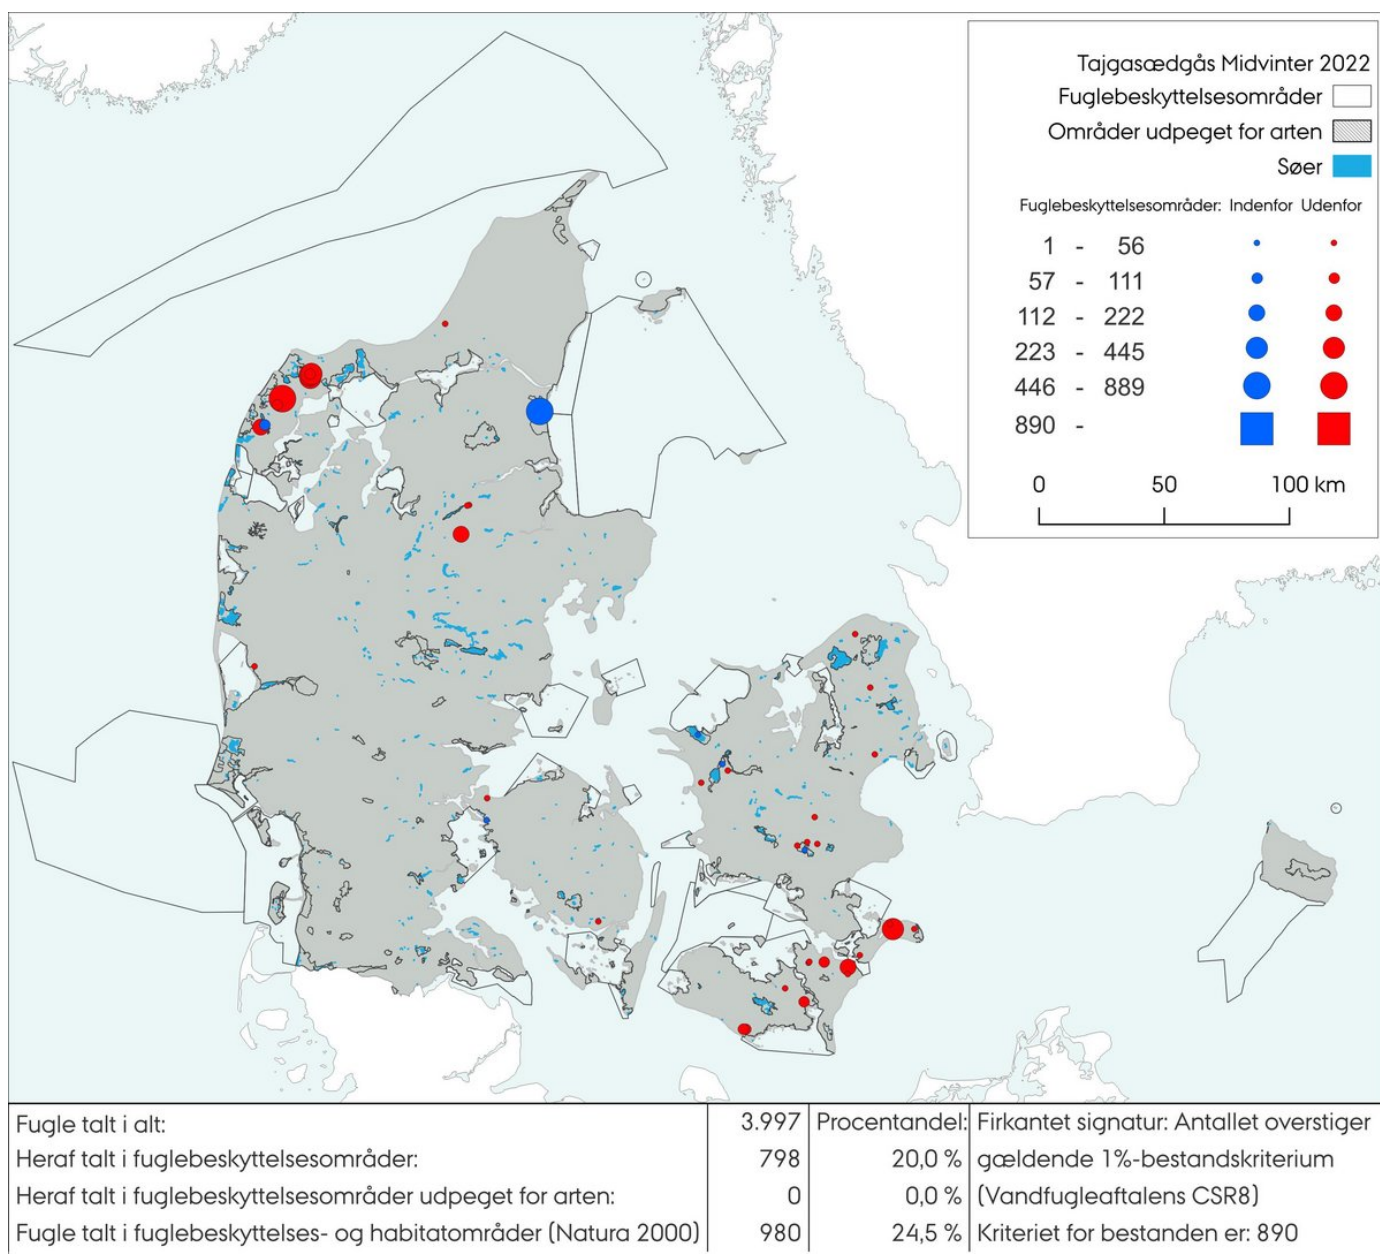 Tajgasædgås Midvinter 2022
Fuglebeskyttelsesområder
Områder udpeget for arten
Søer
Fuglebeskyttelsesområder: Indenfor Udenfor
1 - 56
57 - 111
112 - 222
223 - 445
446 - 889
890 -
0 50 100 km
Fugle talt i alt: 3.997 Procentandel: Firkantet signatur: Antallet overstiger
Heraf talt i fuglebeskyttelsesområder: 798 20,0 % gældende 1%-bestandskriterium
Heraf talt i fuglebeskyttelsesområder udpeget for arten: 0 0,0 % (Vandfugleaftalens CSR8)
Fugle talt i fuglebeskyttelses- og habitatområder (Natura 2000) 980 24,5 % Kriteriet for bestanden er: 890